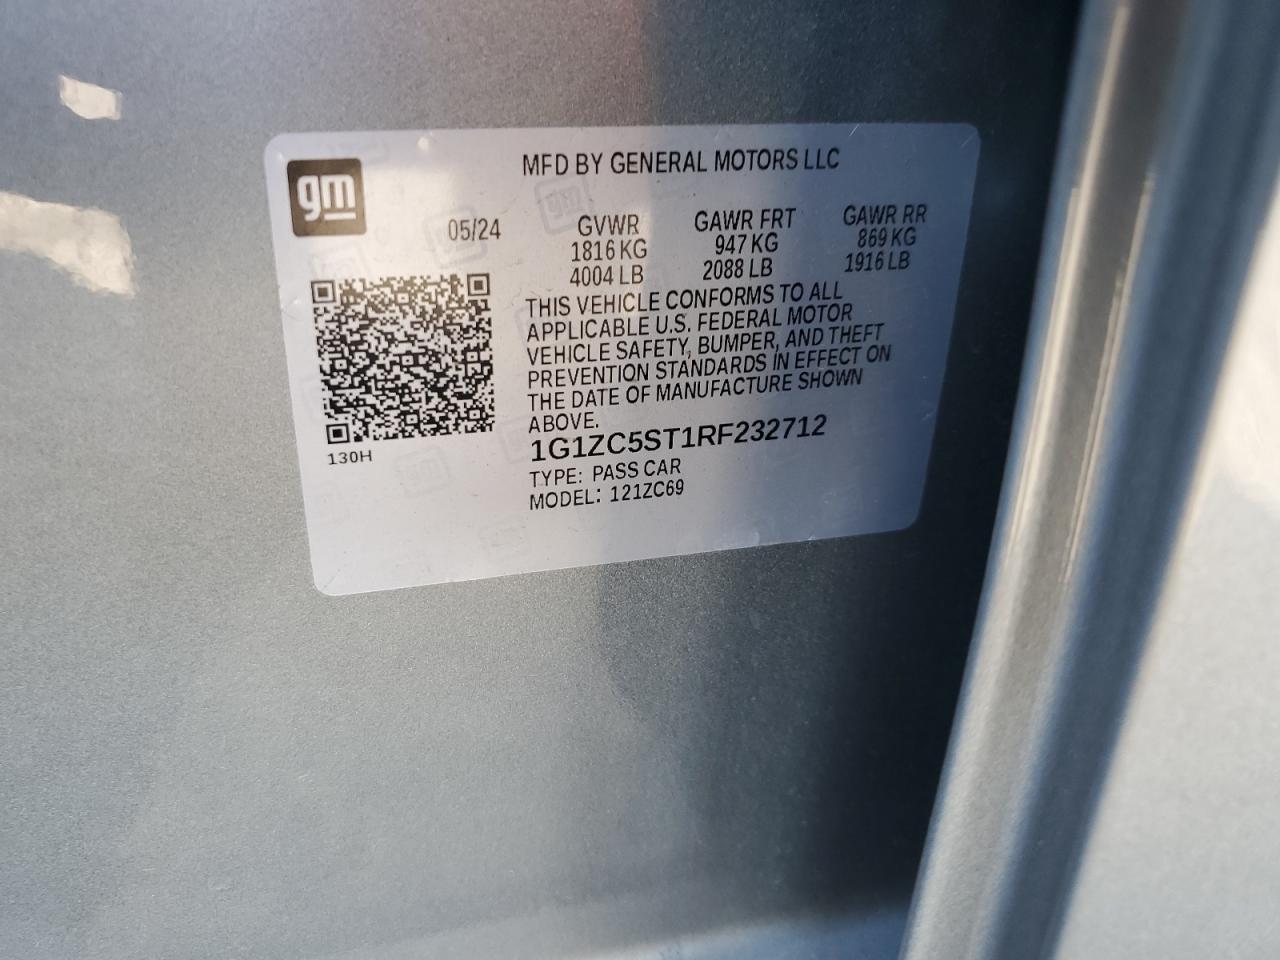 MFD BY GENERAL MOTORS LLC
gm
05/24 GVWR GAWR FRT GAWR RR
1816 KG 947 KG 869 KG
4004 LB 2088 LB 1916 LB
THIS VEHICLE CONFORMS TO ALL
APPLICABLE U.S. FEDERAL MOTOR
VEHICLE SAFETY, BUMPER, AND THEFT
PREVENTION STANDARDS IN EFFECT ON
THE DATE OF MANUFACTURE SHOWN
ABOVE.
1G1ZC5ST1RF232712
130H
TYPE: PASS CAR
MODEL: 121ZC69